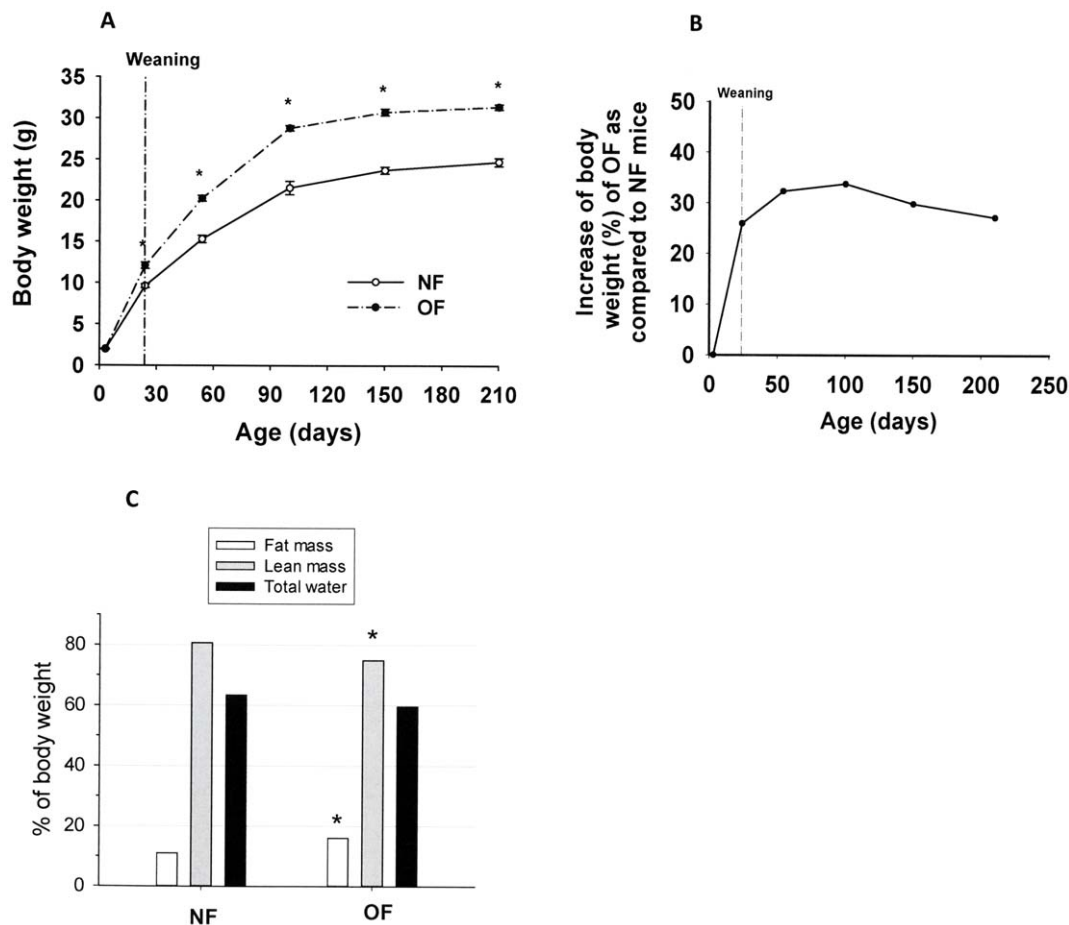 A
Weaning
35
30
25
20
15
10
5
0
Body weight (g)
*
*
*
*
*
NF
OF
0 30 60 90 120 150 180 210
Age (days)
B
Weaning
50
40
30
20
10
0
Increase of body
weight (%) of OF as
compared to NF mice
0 50 100 150 200 250
Age (days)
C
Fat mass
Lean mass
Total water
80
60
40
20
0
% of body weight
*
*
NF OF